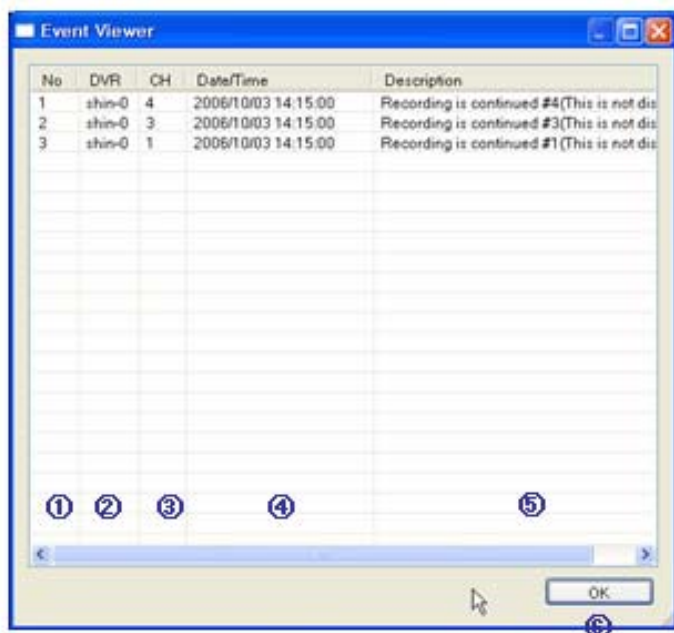 Event Viewer
No DVR CH Date/Time Description
1 shin-0 4 2006/10/03 14:15:00 Recording is continued #4(This is not dis
2 shin-0 3 2006/10/03 14:15:00 Recording is continued #3(This is not dis
3 shin-0 1 2006/10/03 14:15:00 Recording is continued #1(This is not dis
① ② ③ ④ ⑤
OK
⑥